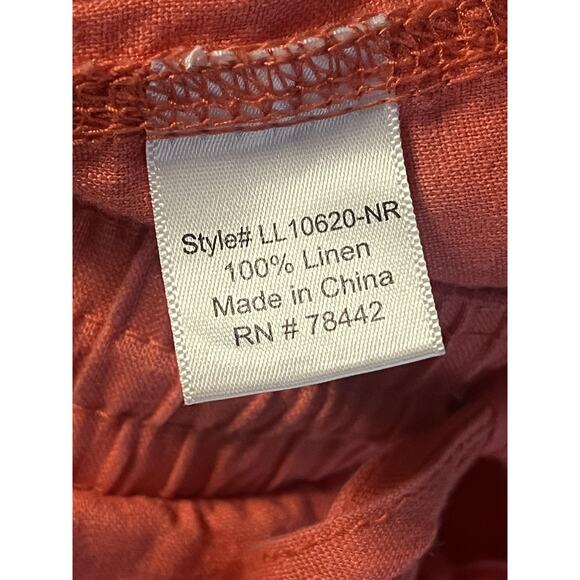 Style# LL10620-NR
100% Linen
Made in China
RN # 78442